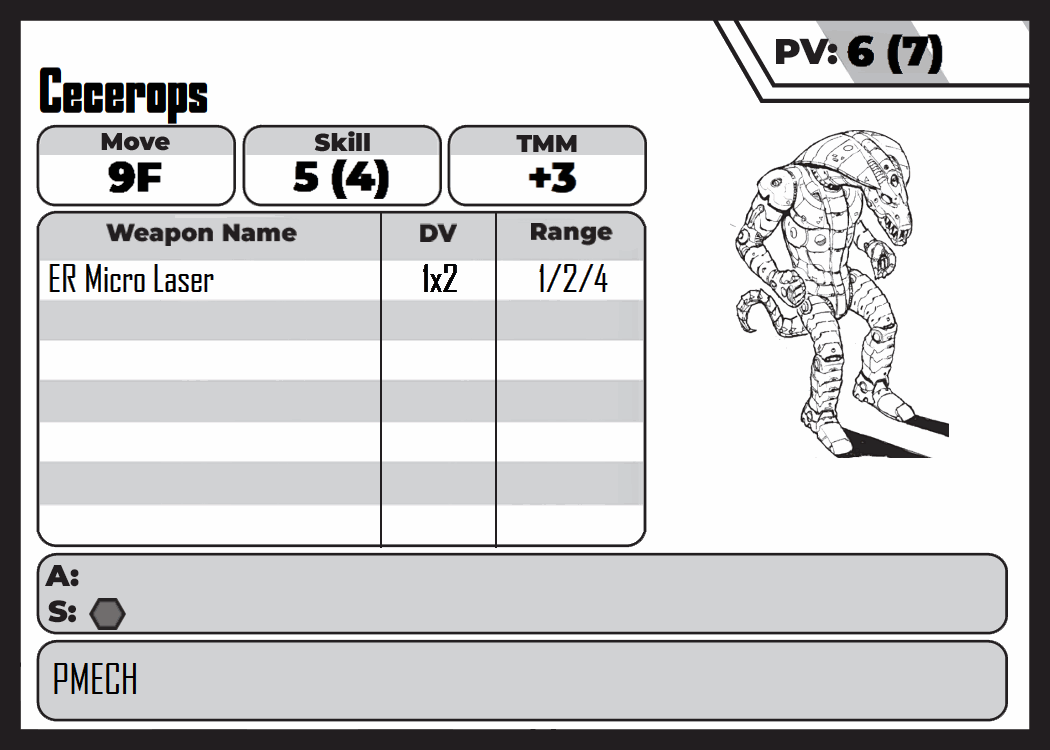 PV: 6 (7)
Cecerops
Move Skill TMM
9F 5 (4) +3
Weapon Name DV Range
ER Micro Laser 1x2 1/2/4
A:
S:
PMECH